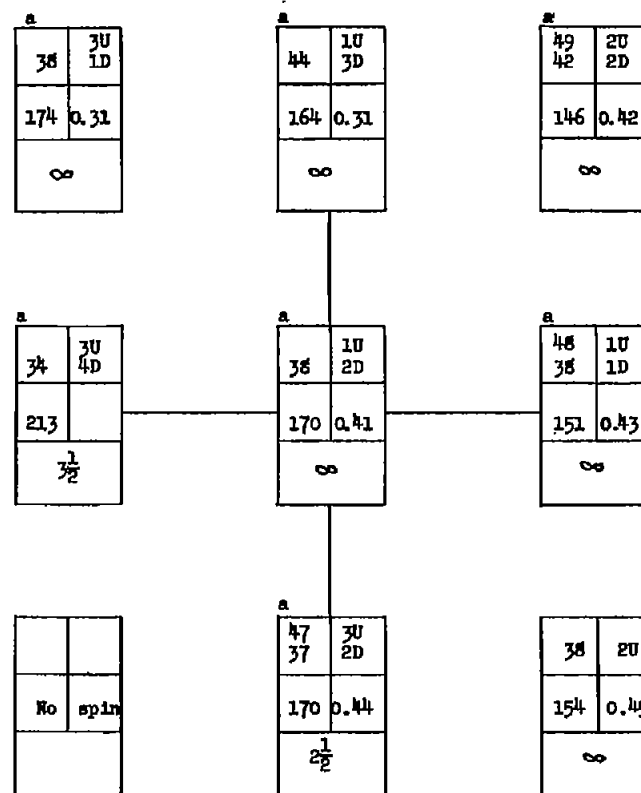 a a a
3U 1U 49 2U
38 1D 44 3D 42 2D
174 0.31 164 0.31 146 0.42
∞ ∞ ∞
a a a
3U 1U 48 1U
34 4D 38 2D 38 1D
213 170 0.41 151 0.43
3½ ∞ ∞
a
47 3U
37 2D 38 2U
No spin 170 0.44 154
2½ ∞